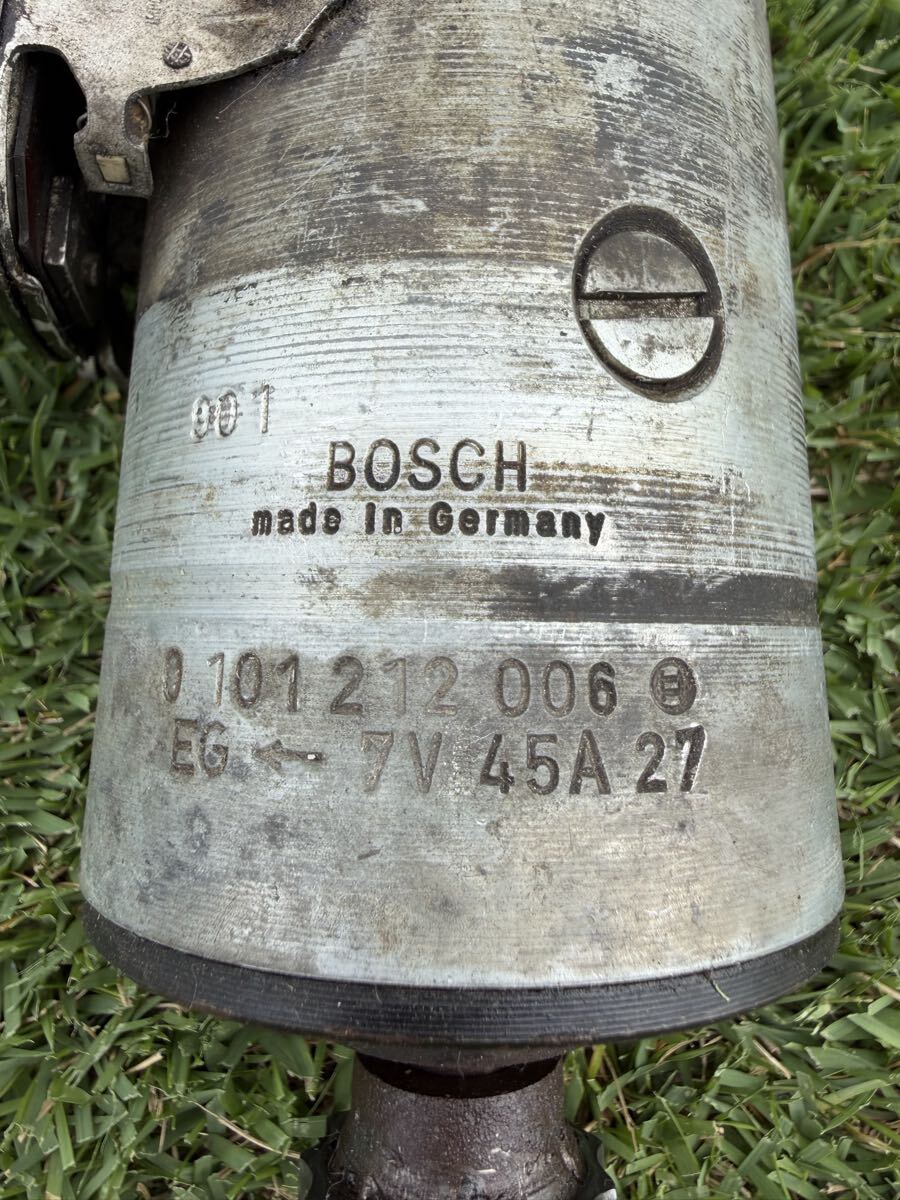 001
BOSCH
made in Germany
0 101 212 006
EG ← 7V 45A 27